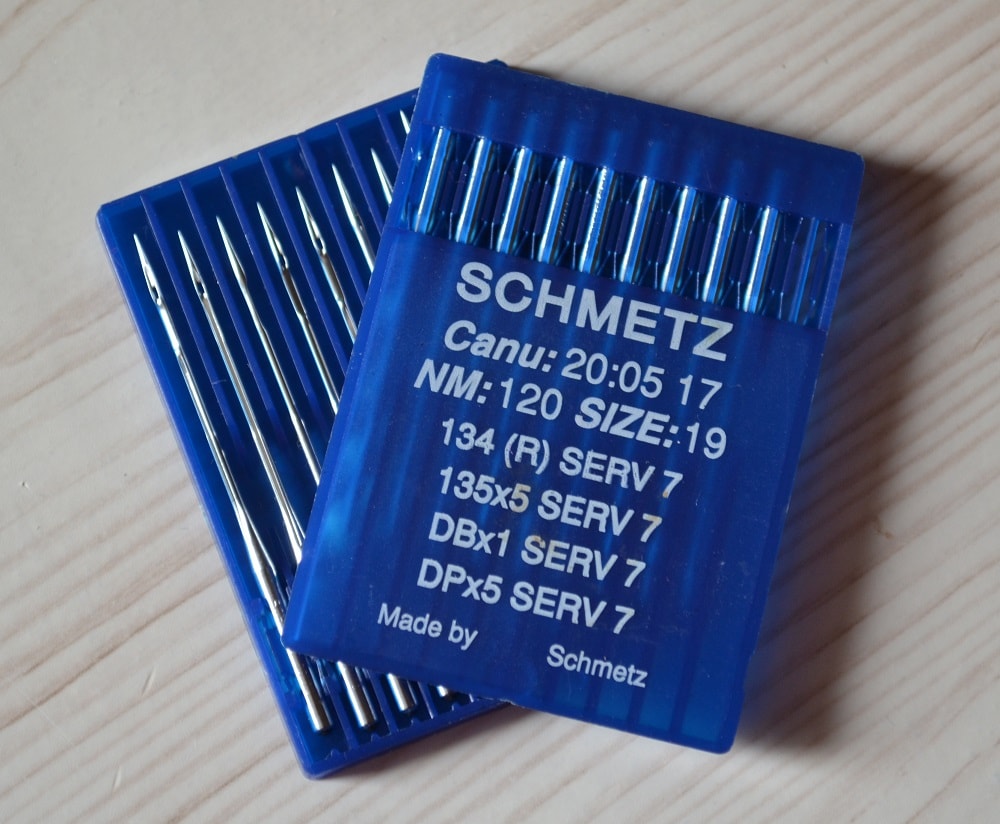 SCHMETZ
Canu: 20:05 17
NM: 120 SIZE: 19
134 (R) SERV 7
135x5 SERV 7
DBx1 SERV 7
DPx5 SERV 7
Made by Schmetz